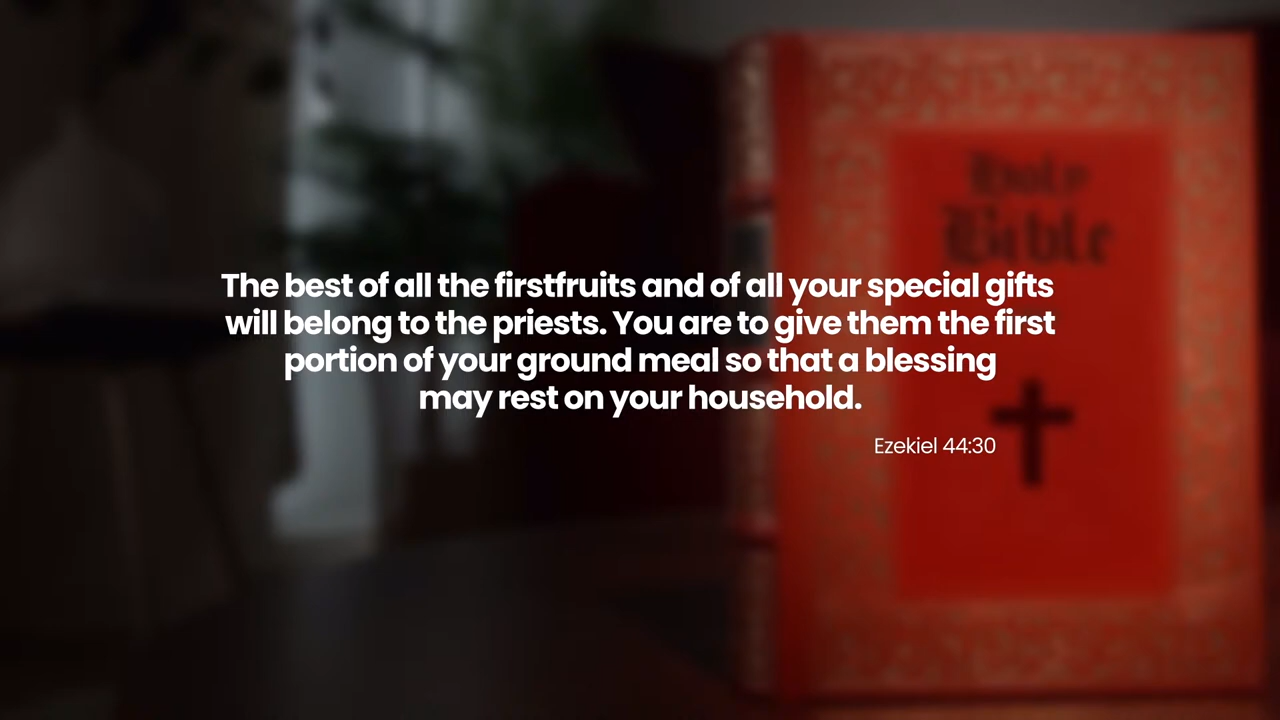 Holy
Bible
The best of all the firstfruits and of all your special gifts
will belong to the priests. You are to give them the first
portion of your ground meal so that a blessing
may rest on your household.
Ezekiel 44:30